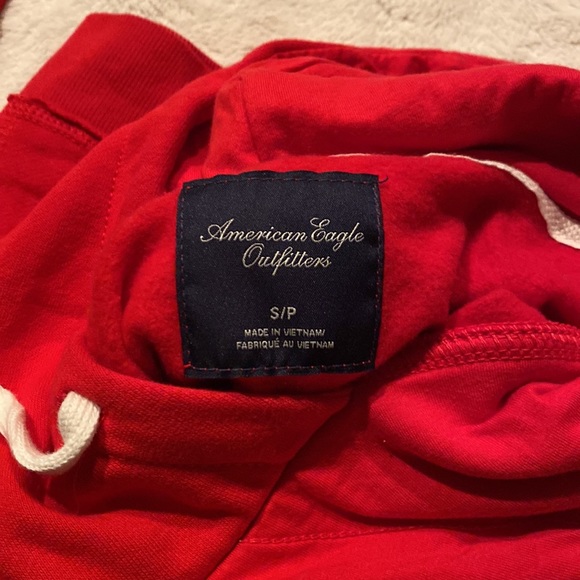 American Eagle
Outfitters
S/P
MADE IN VIETNAM/
FABRIQUÉ AU VIETNAM